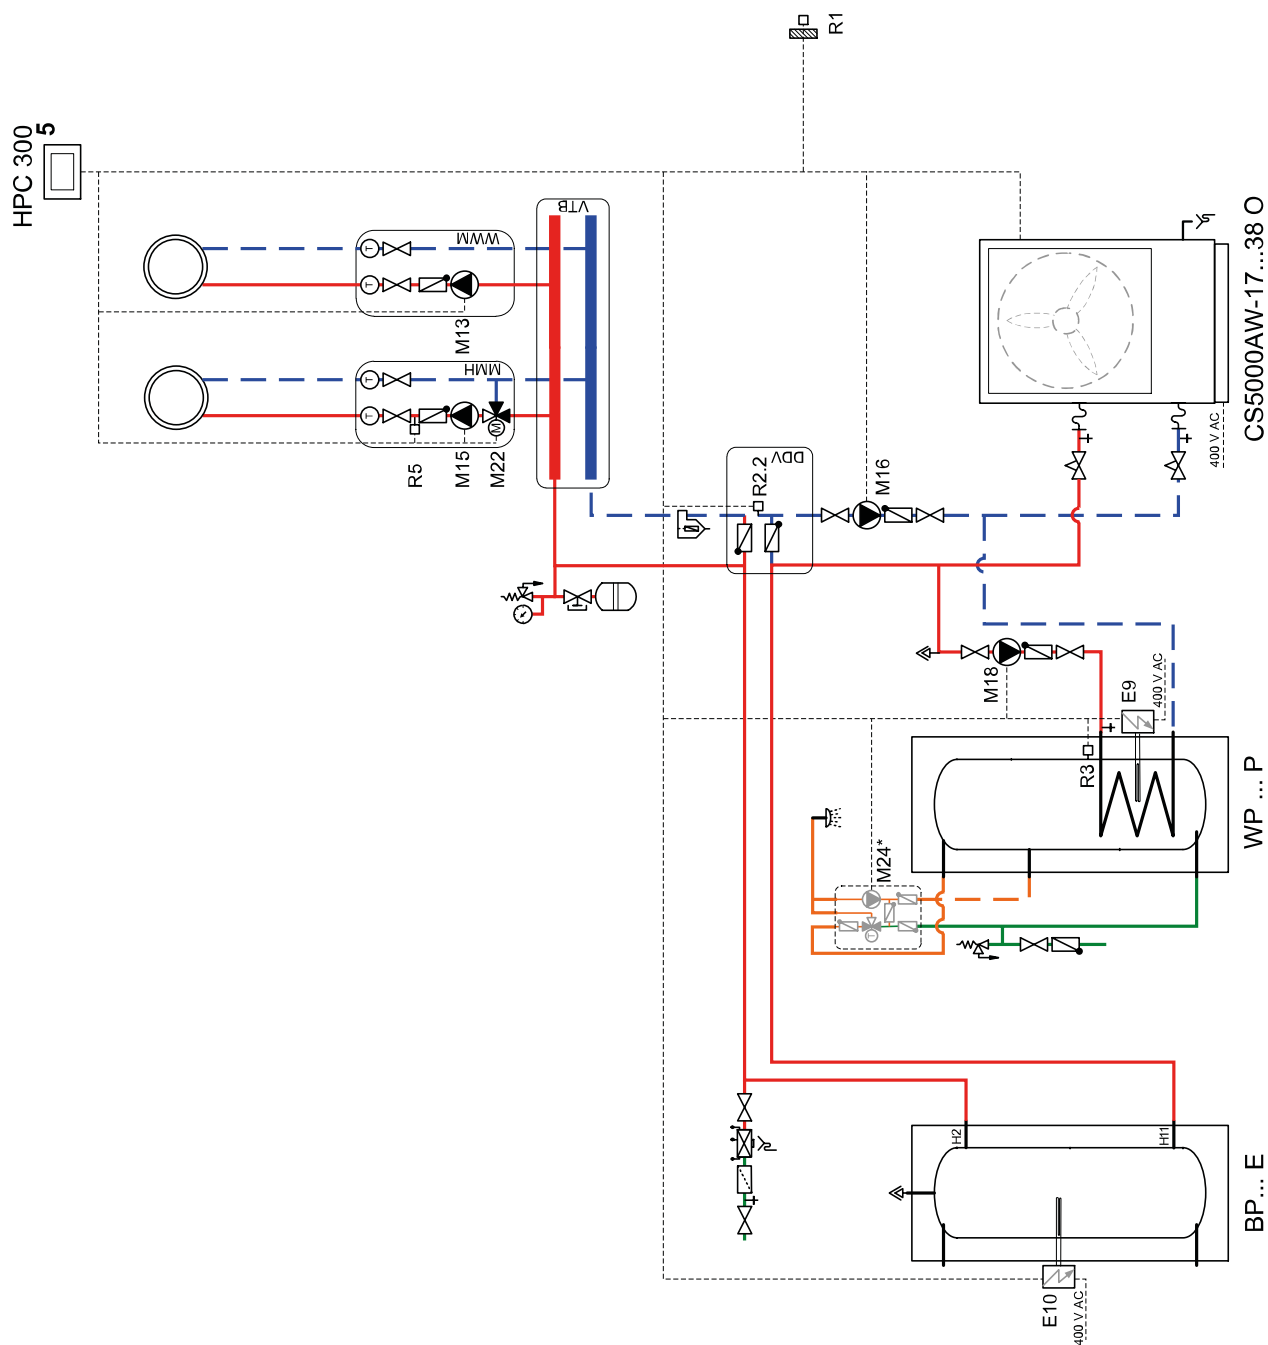 HPC 300
5
R1
VTB
WWM
M13
MMH
T
T
T
T
M
R5
M15
M22
DDV
R2.2
M16
400 V AC
CS5000AW-17...38 O
M18
E9
400 V AC
R3
WP ... P
M24*
T
H2
H11
BP... E
E10
400 V AC